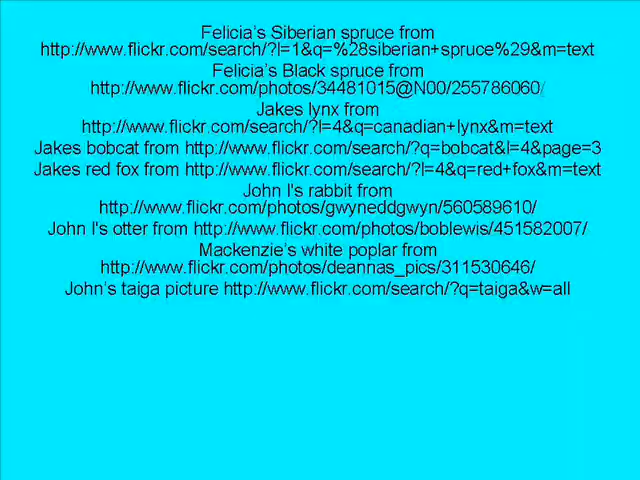 Felicia's Siberian spruce from
http://www.flickr.com/search/?l=1&q=%28siberian+spruce%29&m=text
Felicia's Black spruce from
http://www.flickr.com/photos/34481015@N00/255786060/
Jakes lynx from
http://www.flickr.com/search/?l=4&q=canadian+lynx&m=text
Jakes bobcat from http://www.flickr.com/search/?q=bobcat&l=4&page=3
Jakes red fox from http://www.flickr.com/search/?l=4&q=red+fox&m=text
John I's rabbit from
http://www.flickr.com/photos/gwyneddgwyn/560589610/
John I's otter from http://www.flickr.com/photos/boblewis/451582007/
Mackenzie's white poplar from
http://www.flickr.com/photos/deannas_pics/311530646/
John's taiga picture http://www.flickr.com/search/?q=taiga&w=all